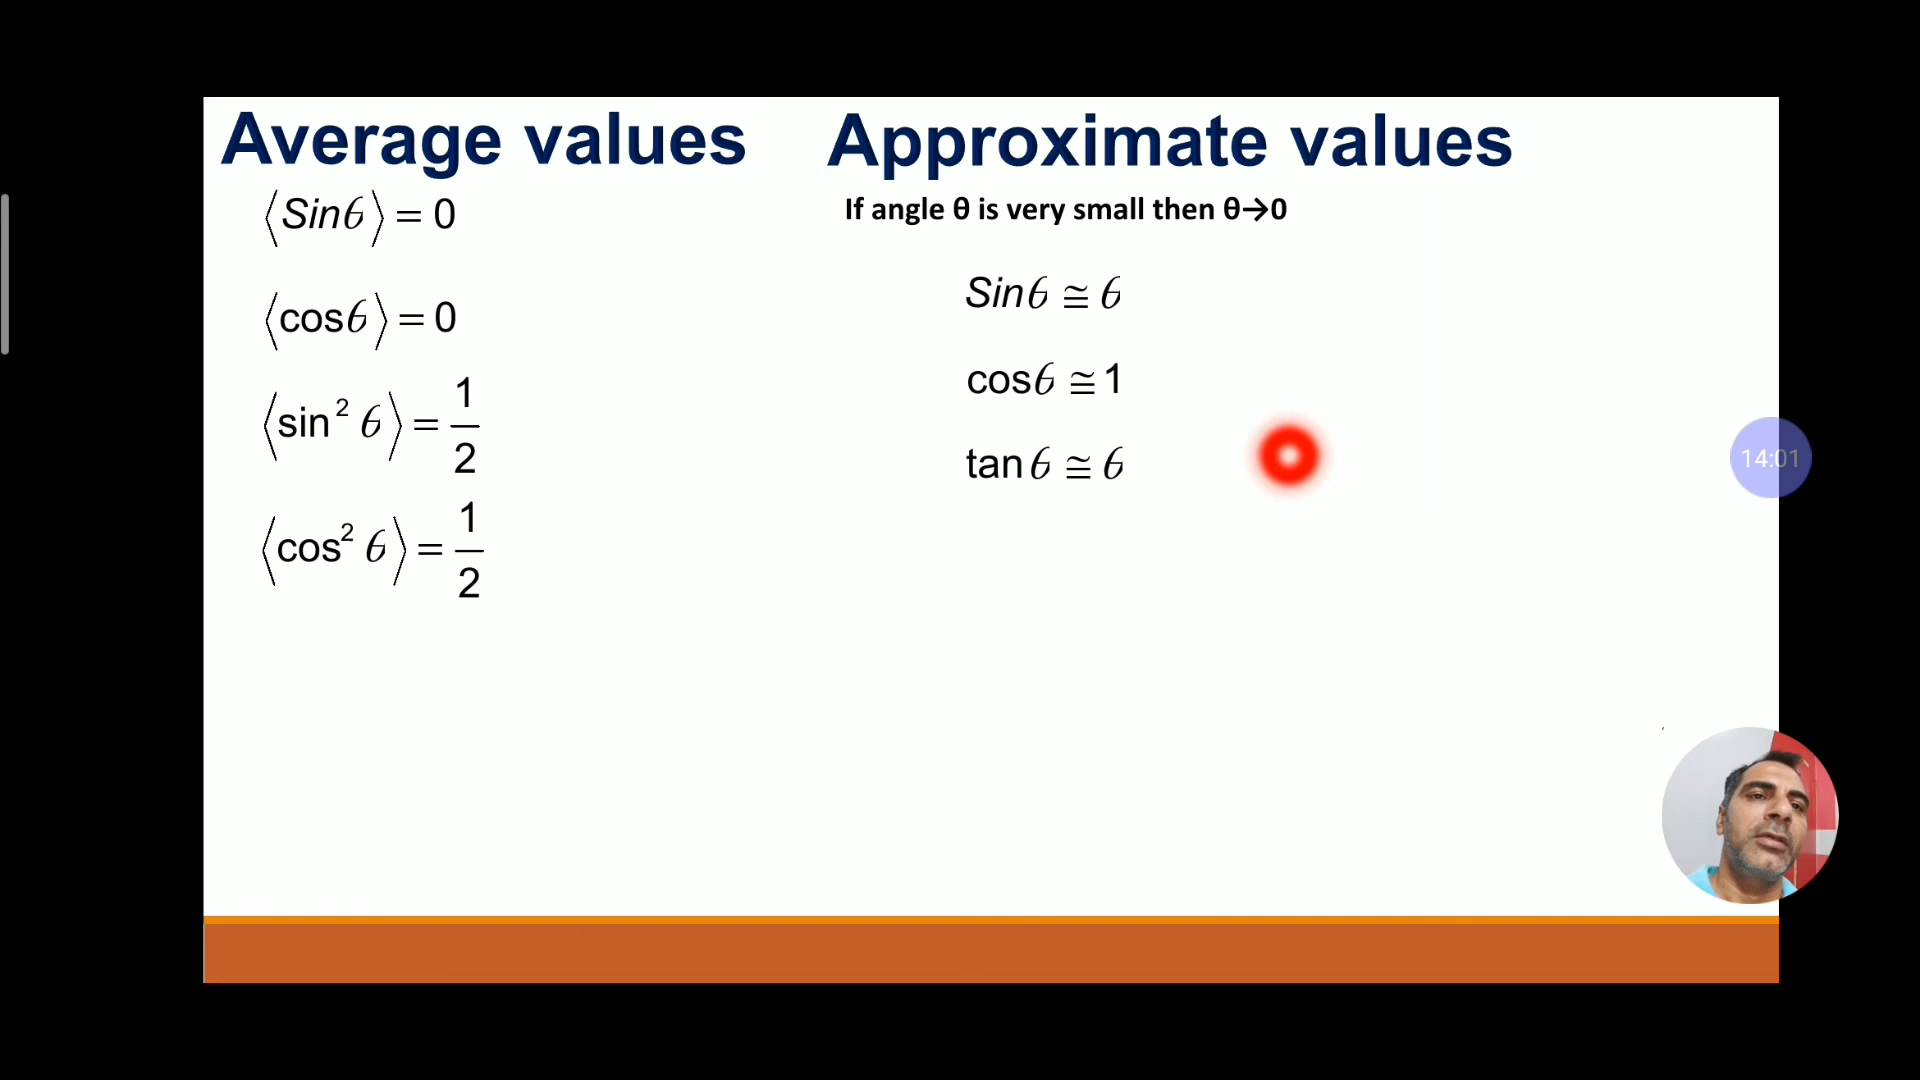 Average values
⟨Sinθ⟩ = 0
⟨cosθ⟩ = 0
⟨sin² θ⟩ = 1/2
⟨cos² θ⟩ = 1/2
Approximate values
If angle θ is very small then θ→0
Sinθ ≅ θ
cosθ ≅ 1
tanθ ≅ θ
14:01